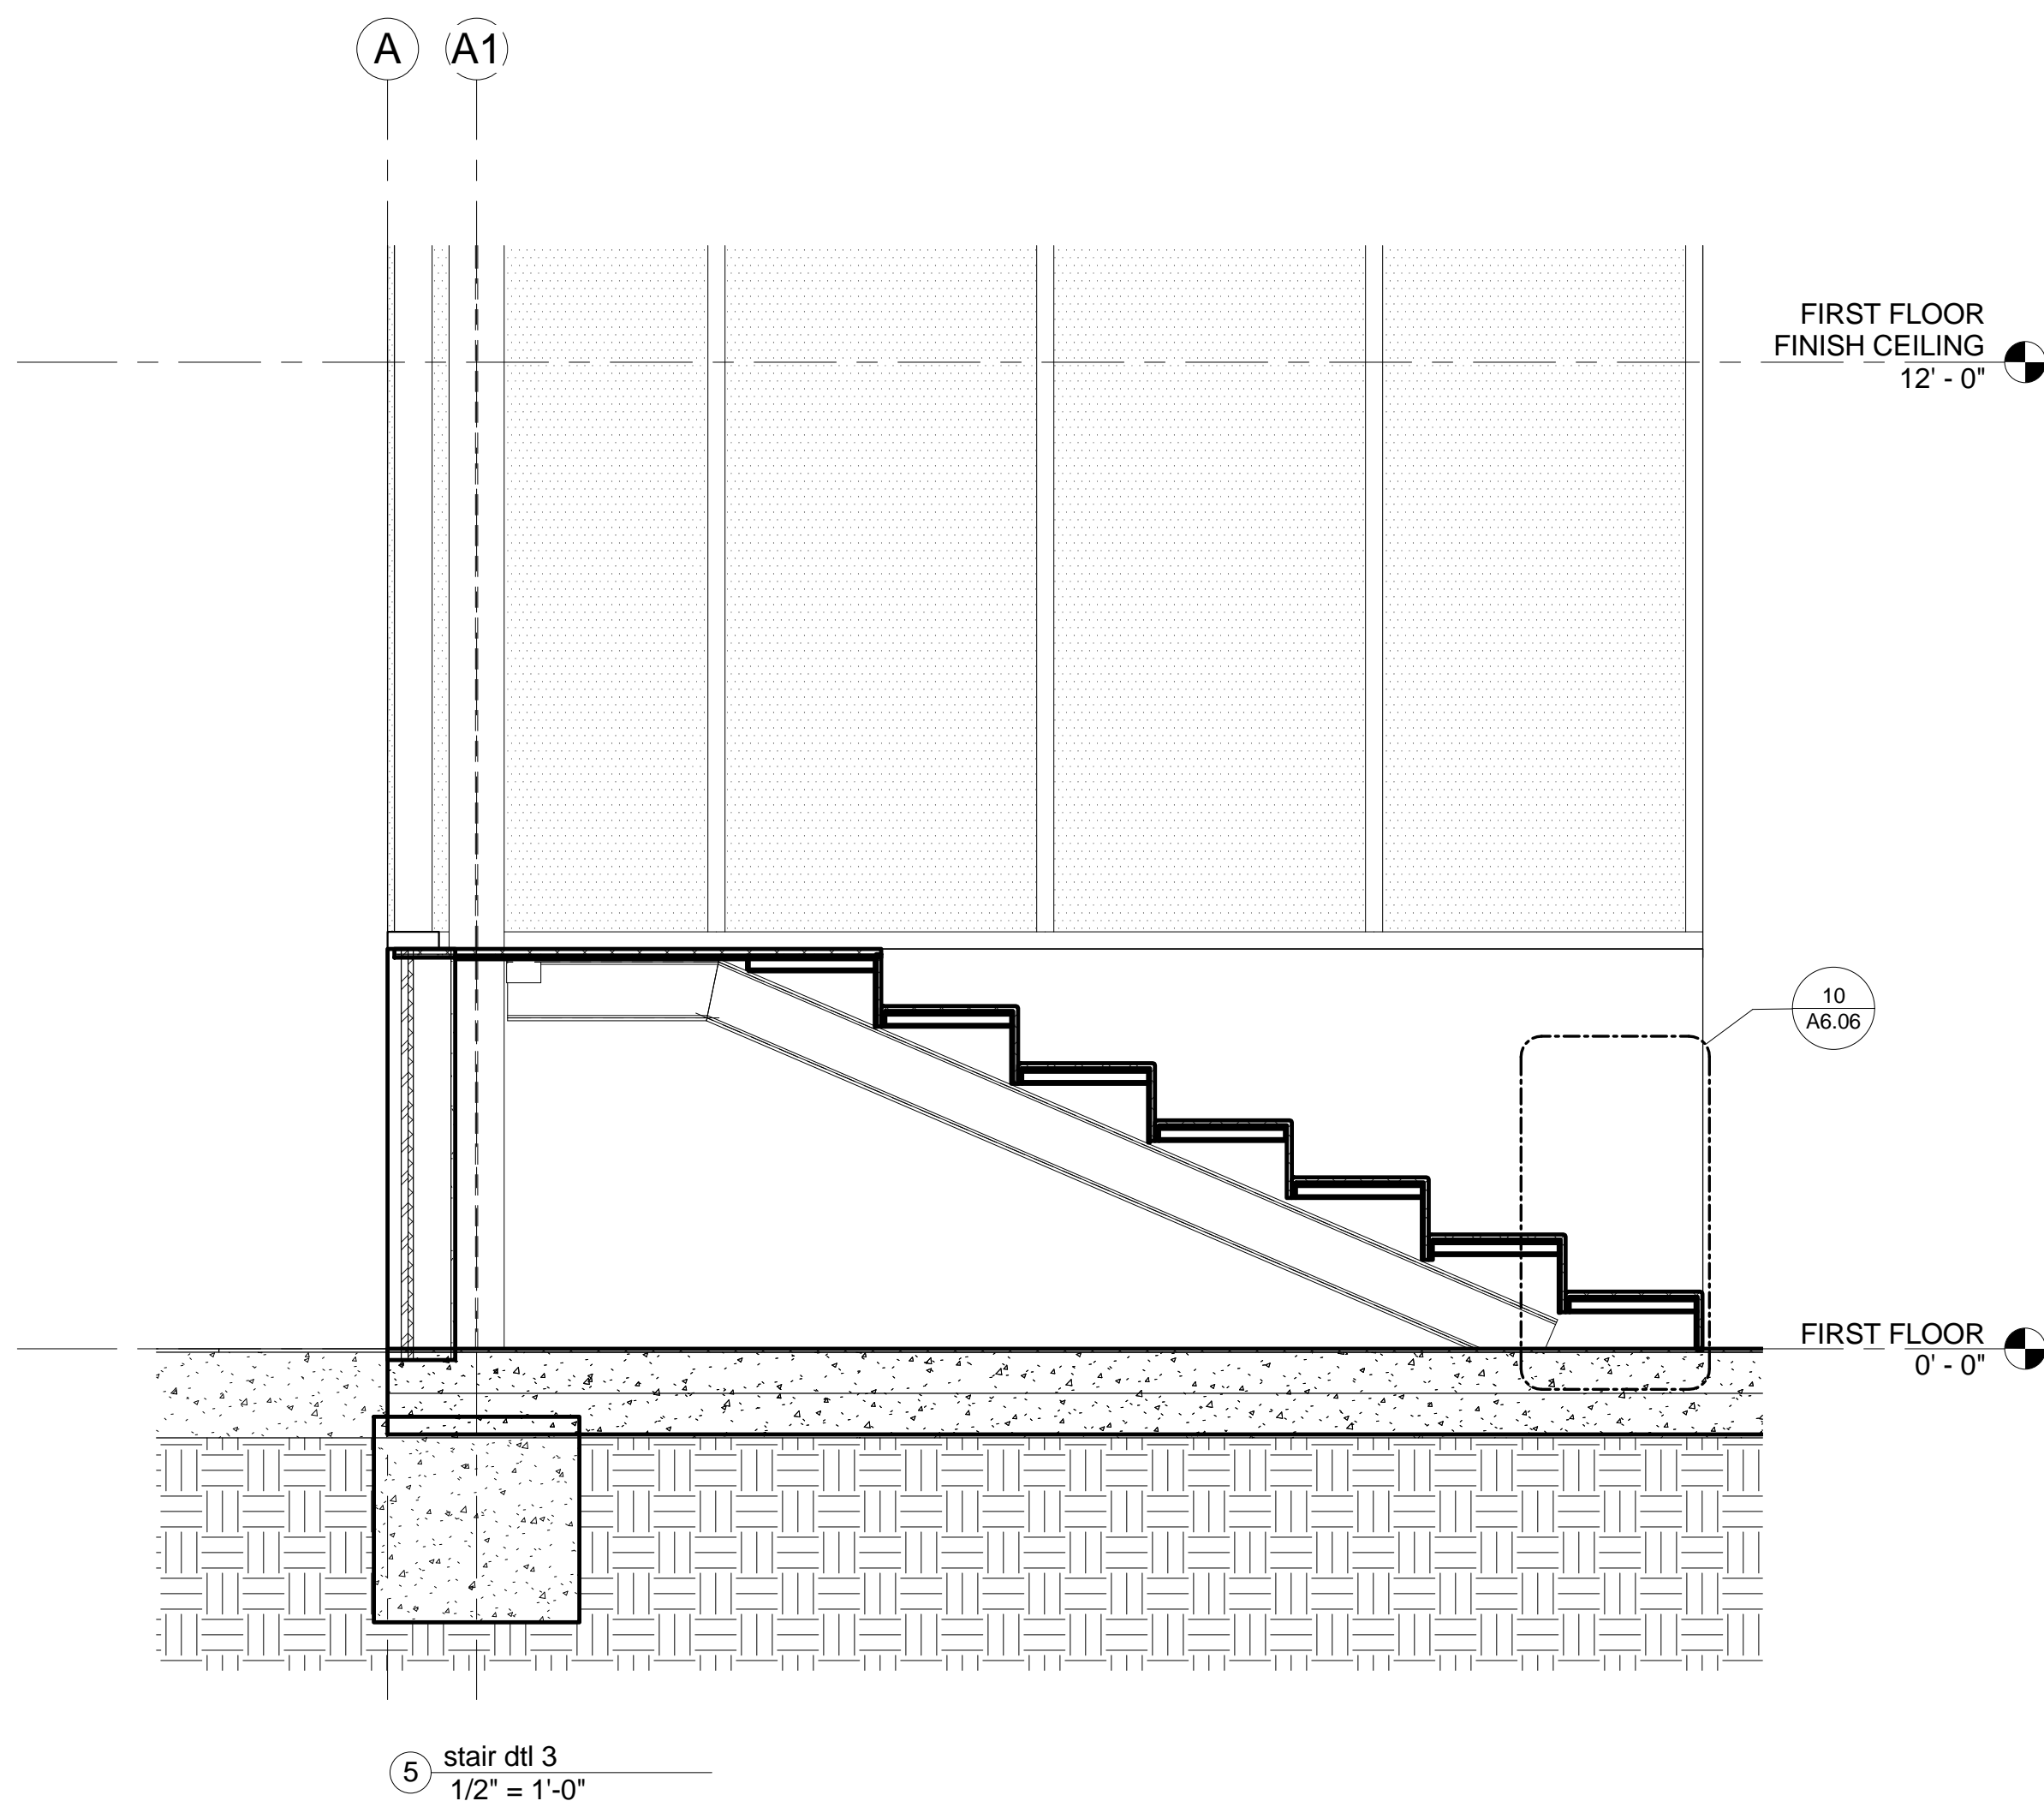 A
A1
FIRST FLOOR
FINISH CEILING
12' - 0"
10
A6.06
FIRST FLOOR
0' - 0"
5
stair dtl 3
1/2" = 1'-0"